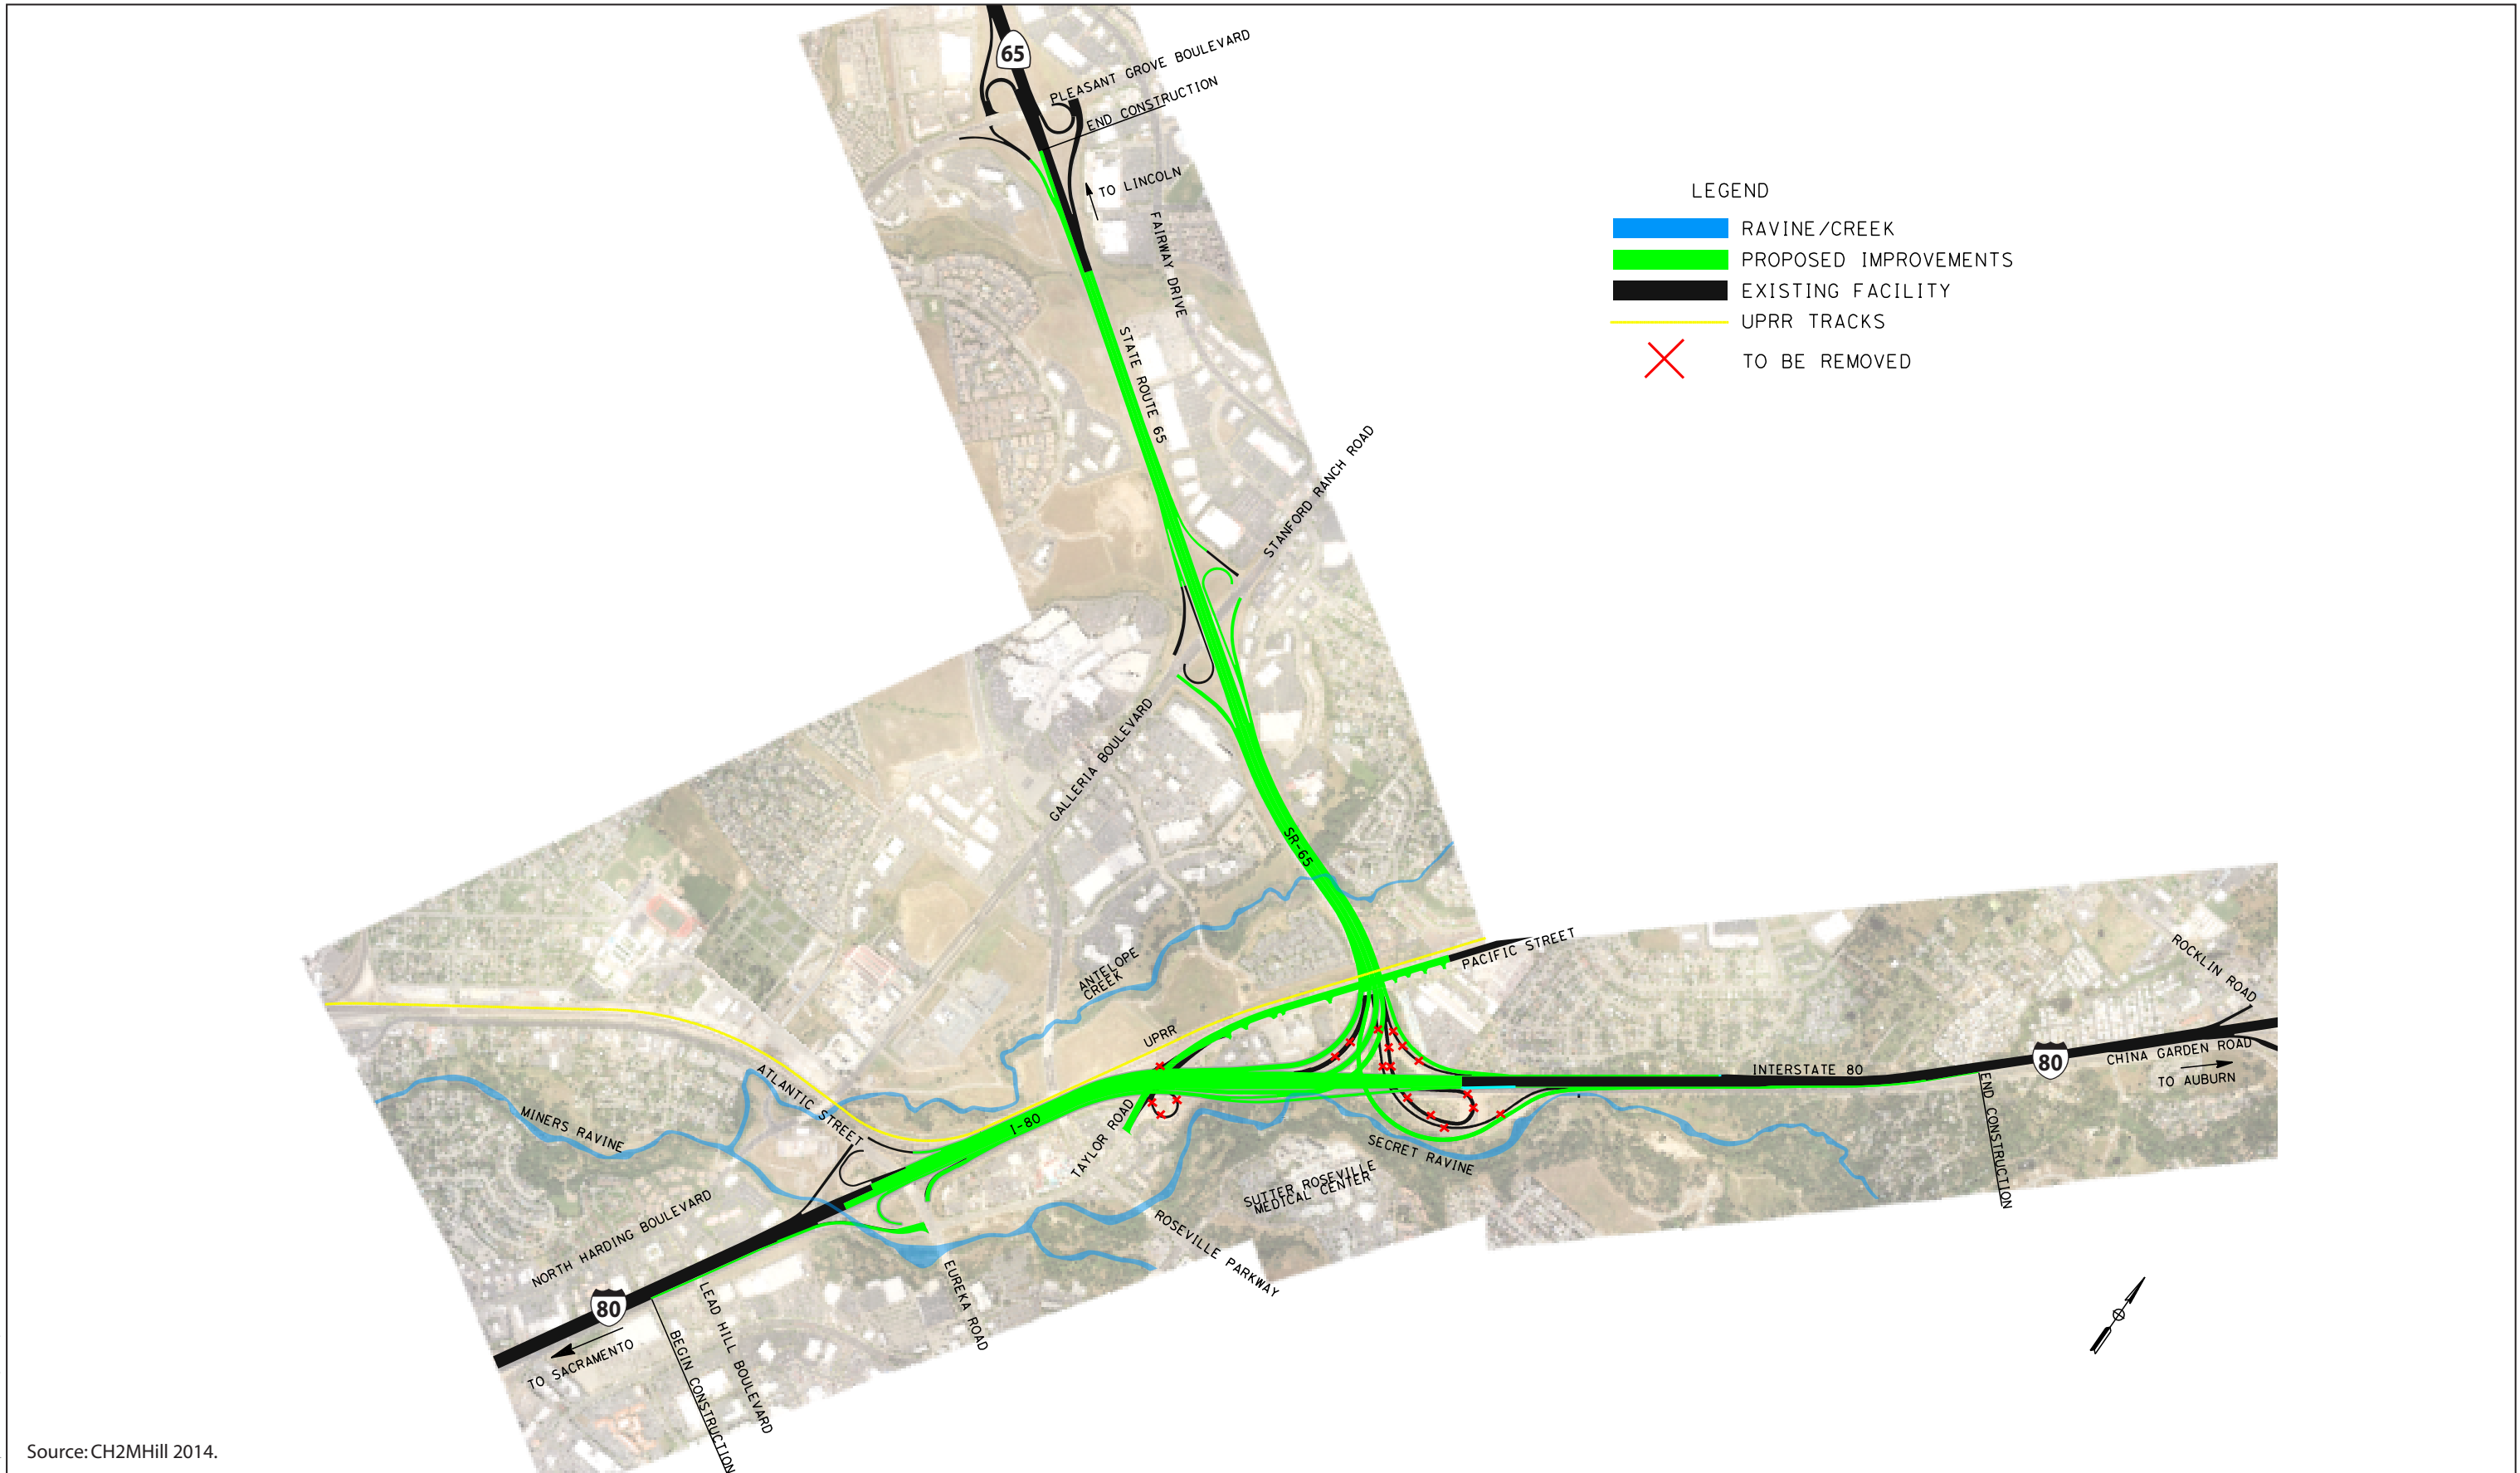 65
PLEASANT GROVE BOULEVARD
END CONSTRUCTION
TO LINCOLN
FAIRWAY DRIVE
LEGEND
RAVINE/CREEK
PROPOSED IMPROVEMENTS
EXISTING FACILITY
UPRR TRACKS
TO BE REMOVED
STATE ROUTE 65
STANFORD RANCH ROAD
GALLERIA BOULEVARD
SR-65
PACIFIC STREET
ROCKLIN ROAD
ANTELOPE
CREEK
UPRR
ATLANTIC STREET
INTERSTATE 80
80
CHINA GARDEN ROAD
TO AUBURN
MINERS RAVINE
I-80
TAYLOR ROAD
SECRET RAVINE
SUTTER ROSEVILLE
MEDICAL CENTER
END CONSTRUCTION
NORTH HARDING BOULEVARD
ROSEVILLE PARKWAY
EUREKA ROAD
LEAD HILL BOULEVARD
80
TO SACRAMENTO
BEGIN CONSTRUCTION
Source: CH2MHill 2014.